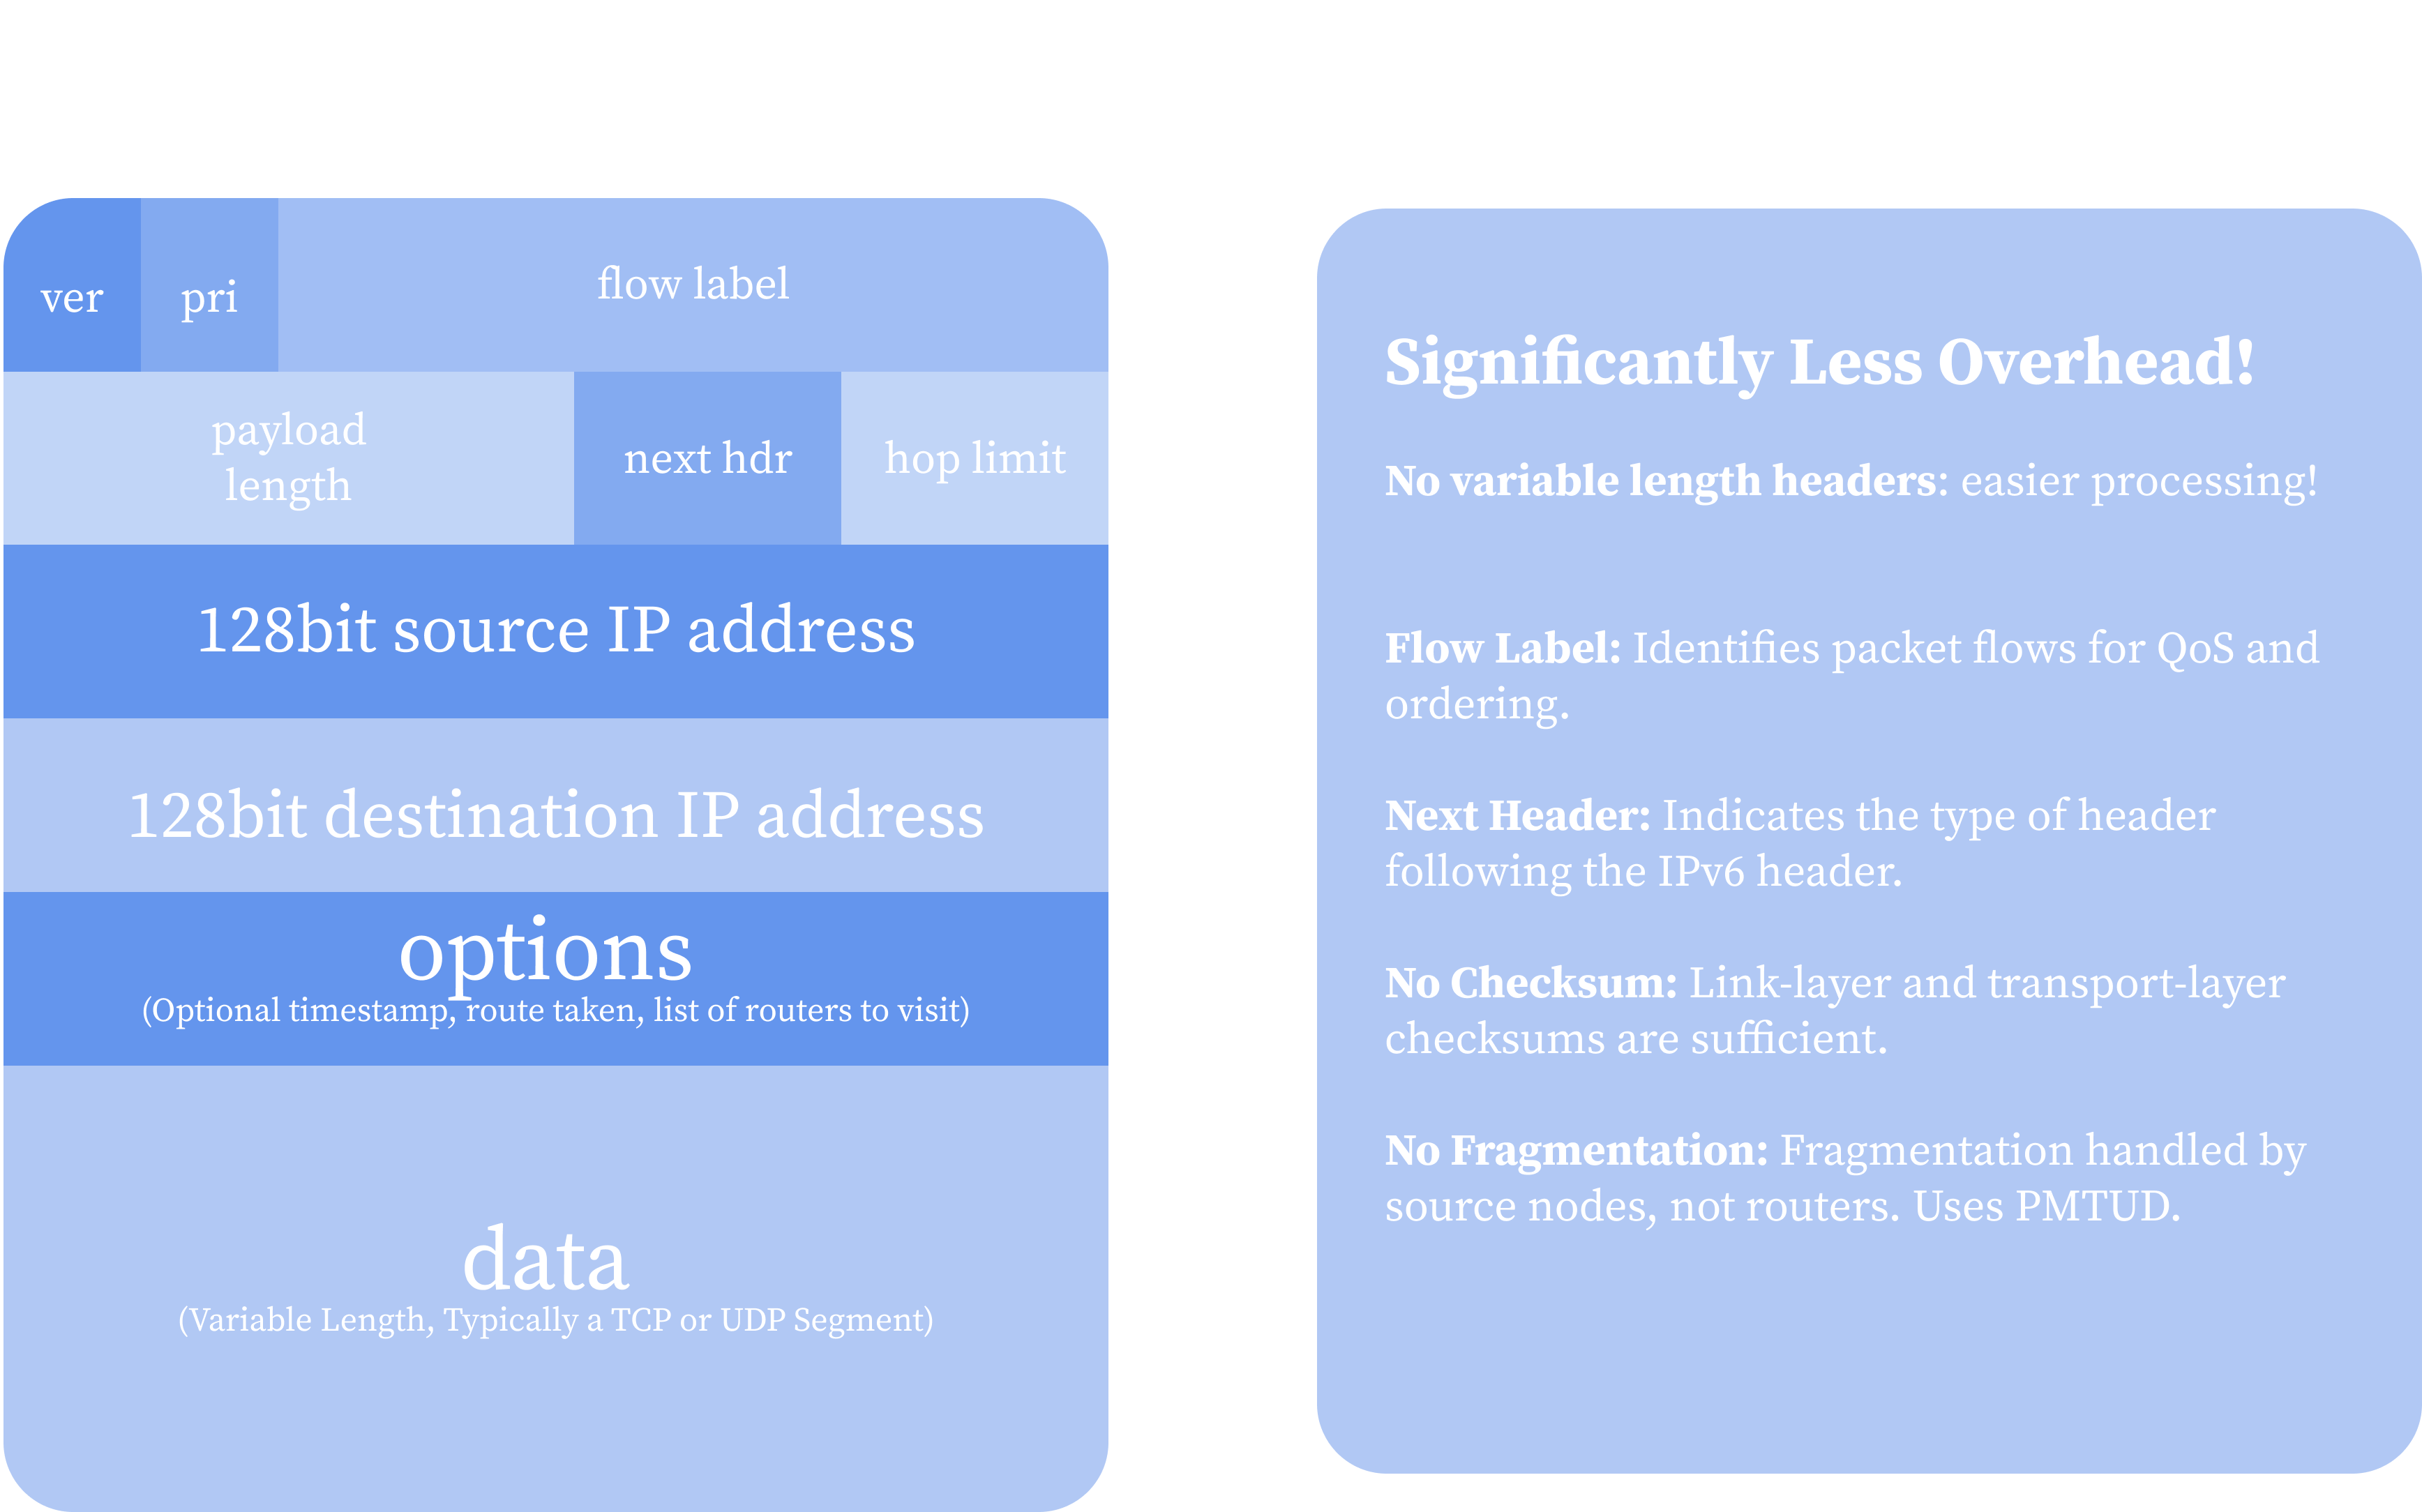 ver
pri
flow label
payload
length
next hdr
hop limit
128bit source IP address
128bit destination IP address
options
(Optional timestamp, route taken, list of routers to visit)
data
(Variable Length, Typically a TCP or UDP Segment)
Significantly Less Overhead!
No variable length headers: easier processing!
Flow Label: Identifies packet flows for QoS and
ordering.
Next Header: Indicates the type of header
following the IPv6 header.
No Checksum: Link-layer and transport-layer
checksums are sufficient.
No Fragmentation: Fragmentation handled by
source nodes, not routers. Uses PMTUD.